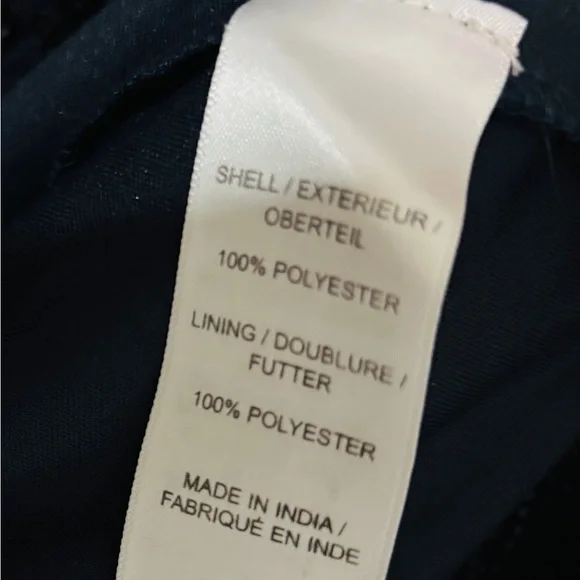 SHELL / EXTERIEUR /
OBERTEIL
100% POLYESTER
LINING / DOUBLURE /
FUTTER
100% POLYESTER
MADE IN INDIA /
FABRIQUÉ EN INDE